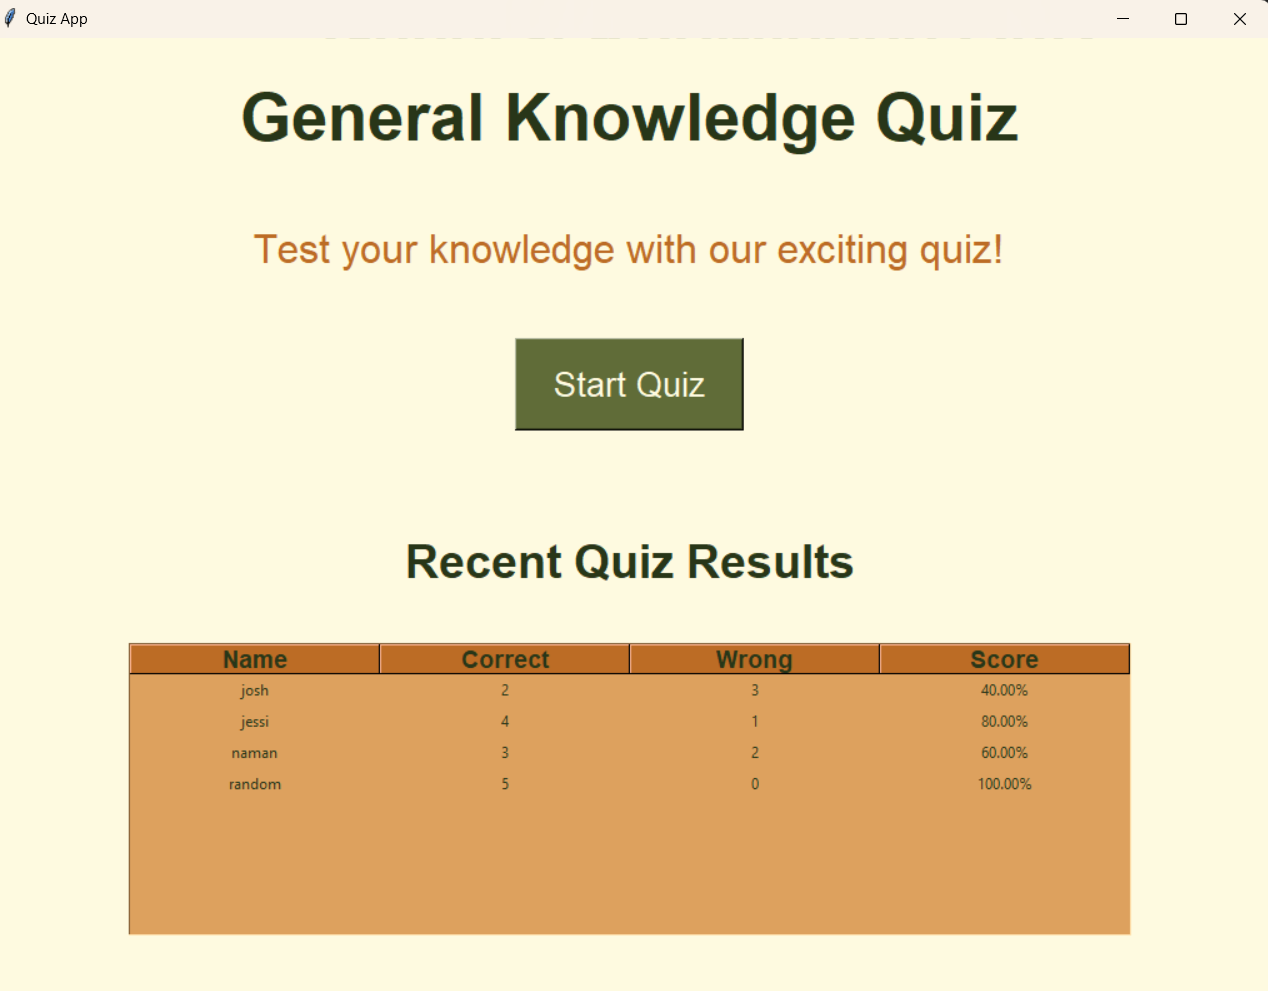 Quiz App
General Knowledge Quiz
Test your knowledge with our exciting quiz!
Start Quiz
Recent Quiz Results
Name Correct Wrong Score
josh 2 3 40.00%
jessi 4 1 80.00%
naman 3 2 60.00%
random 5 0 100.00%